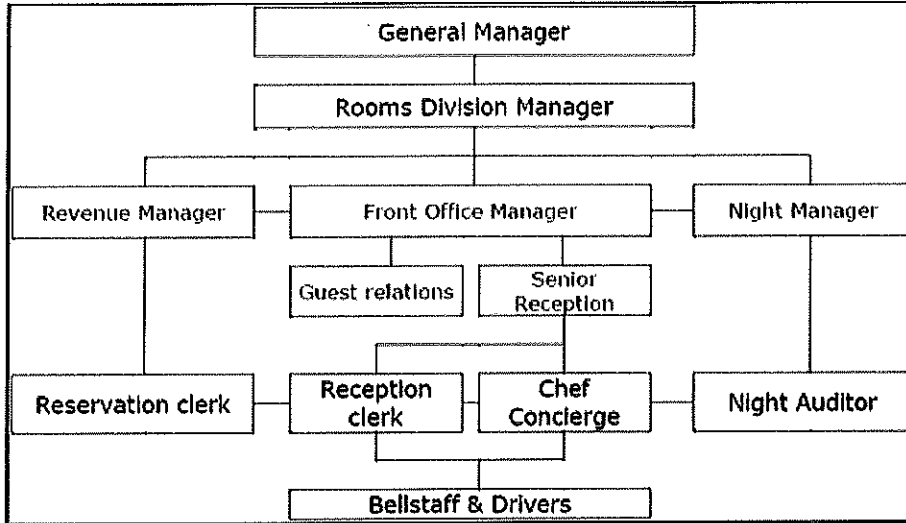 General Manager
Rooms Division Manager
Revenue Manager
Front Office Manager
Night Manager
Guest relations
Senior
Reception
Reservation clerk
Reception
clerk
Chef
Concierge
Night Auditor
Bellstaff & Drivers